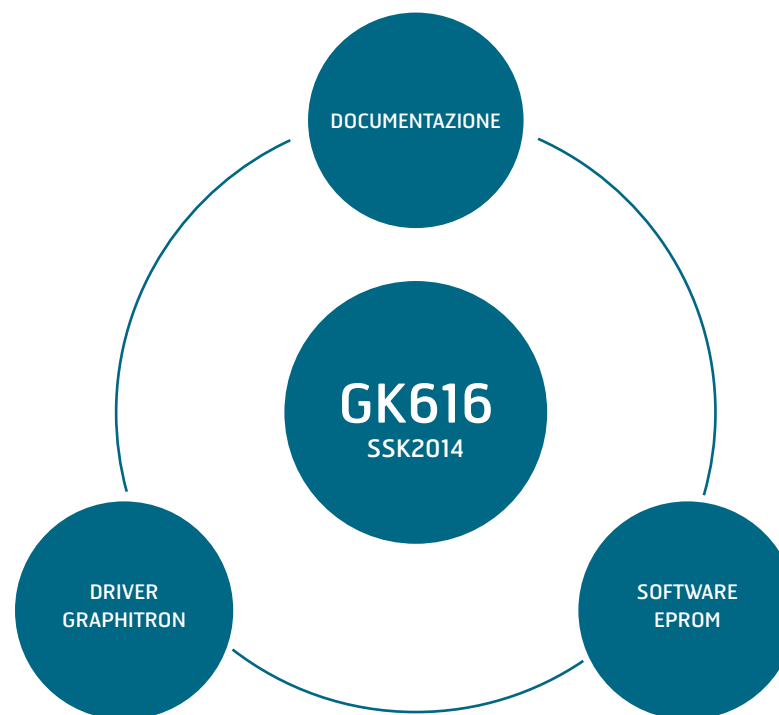 DOCUMENTAZIONE
GK616
SSK2014
DRIVER
GRAPHITRON
SOFTWARE
EPROM